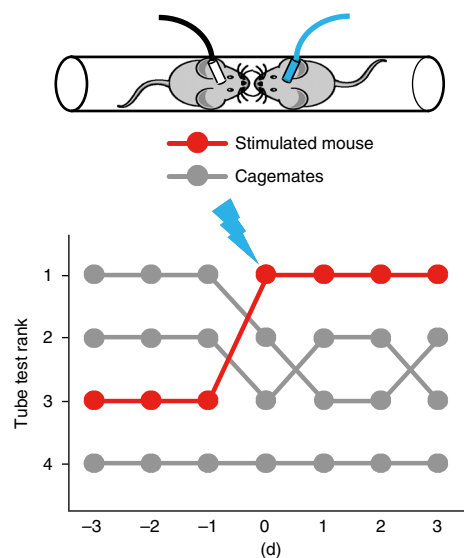 Stimulated mouse
Cagemates
Tube test rank
1
2
3
4
–3 –2 –1 0 1 2 3
(d)